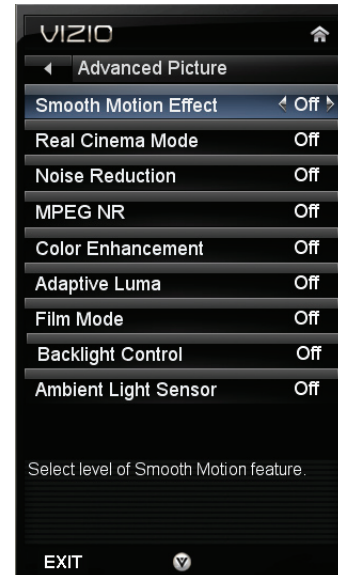 VIZIO
Advanced Picture
Smooth Motion Effect Off
Real Cinema Mode Off
Noise Reduction Off
MPEG NR Off
Color Enhancement Off
Adaptive Luma Off
Film Mode Off
Backlight Control Off
Ambient Light Sensor Off
Select level of Smooth Motion feature.
EXIT V